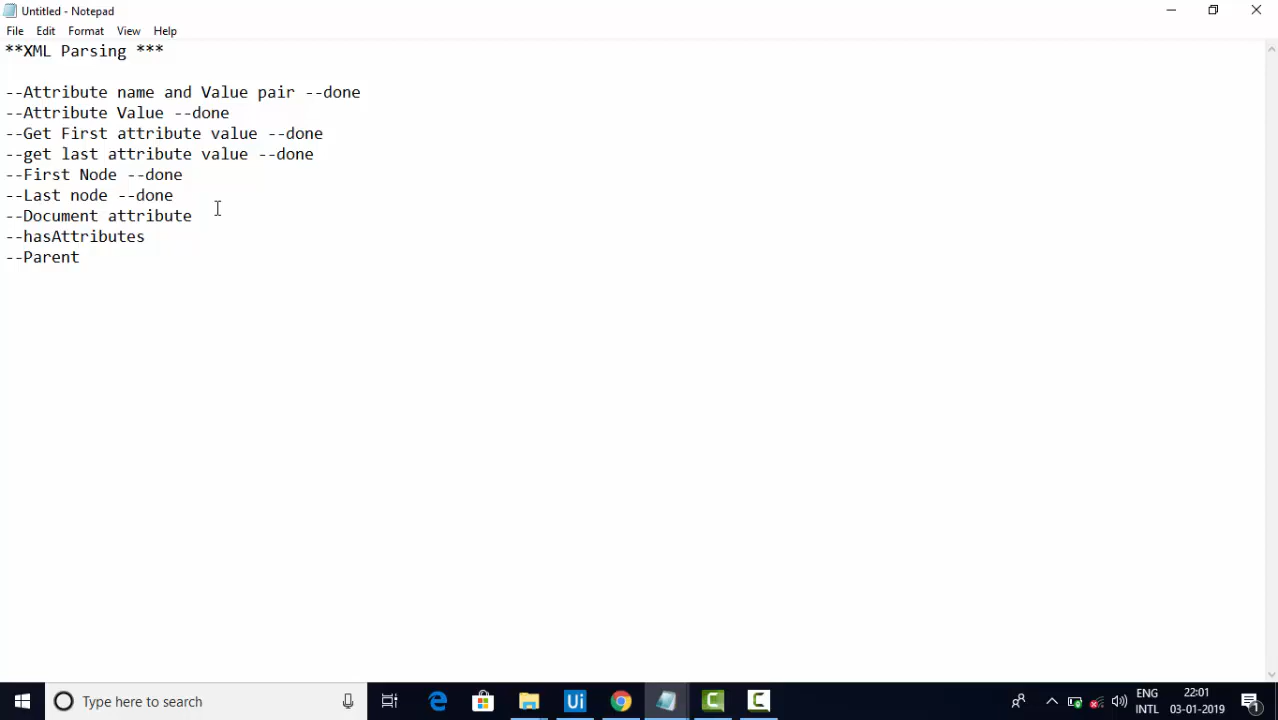 Untitled - Notepad
File Edit Format View Help
**XML Parsing ***
--Attribute name and Value pair --done
--Attribute Value --done
--Get First attribute value --done
--get last attribute value --done
--First Node --done
--Last node --done
--Document attribute
--hasAttributes
--Parent
Type here to search
Ui
C
C
ENG
INTL
22:01
03-01-2019
1